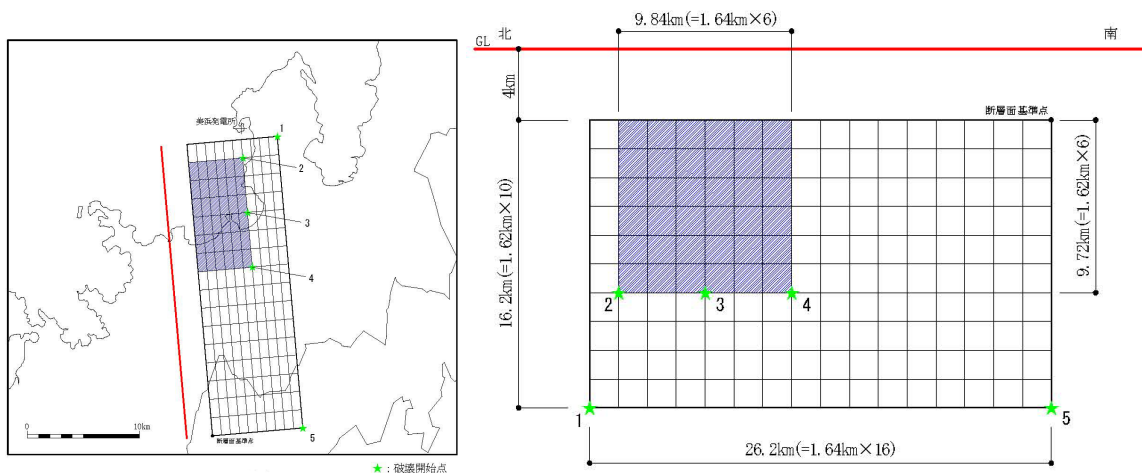 美浜発電所
1
2
3
4
5
断層面基準点
0
10km
★：破壊開始点
9.84km(=1.64km×6)
GL
北
南
4km
断層面基準点
16.2km(=1.62km×10)
9.72km(=1.62km×6)
2
3
4
1
5
26.2km(=1.64km×16)